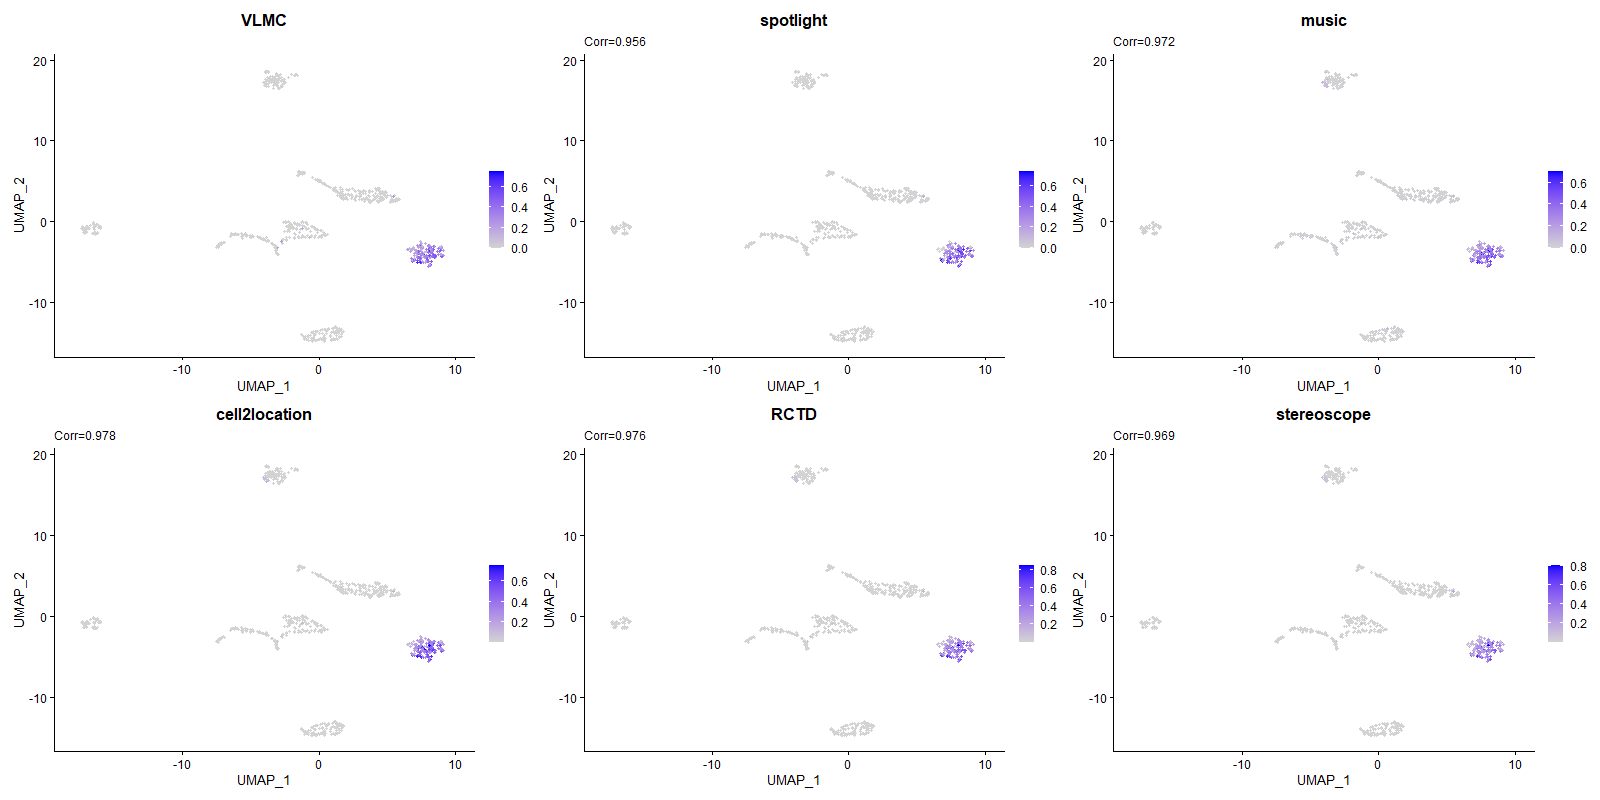 VLMC
20
10
0
-10
UMAP_2
-10
0
10
UMAP_1
0.6
0.4
0.2
0.0
spotlight
Corr=0.956
20
10
0
-10
UMAP_2
-10
0
10
UMAP_1
0.6
0.4
0.2
0.0
music
Corr=0.972
20
10
0
-10
UMAP_2
-10
0
10
UMAP_1
0.6
0.4
0.2
0.0
cell2location
Corr=0.978
20
10
0
-10
UMAP_2
-10
0
10
UMAP_1
0.6
0.4
0.2
RCTD
Corr=0.976
20
10
0
-10
UMAP_2
-10
0
10
UMAP_1
0.8
0.6
0.4
0.2
stereoscope
Corr=0.969
20
10
0
-10
UMAP_2
-10
0
10
UMAP_1
0.8
0.6
0.4
0.2